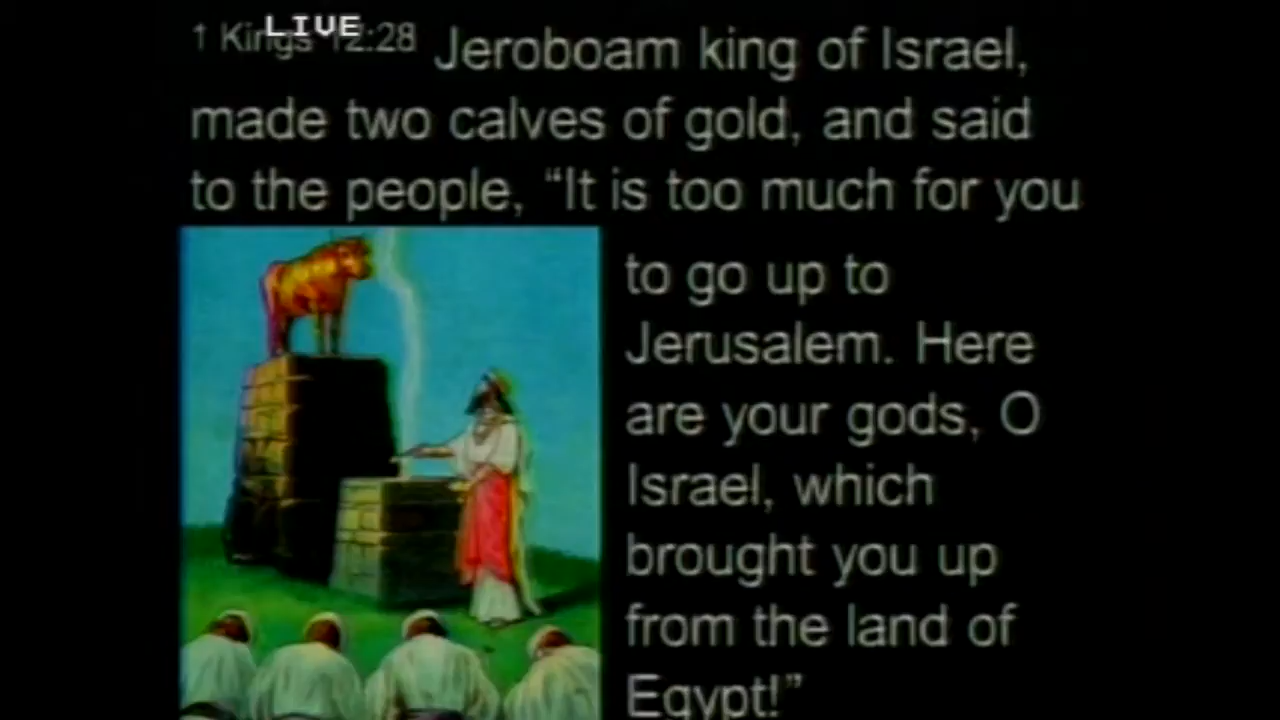 LIVE
1 Kings 12:28 Jeroboam king of Israel,
made two calves of gold, and said
to the people, “It is too much for you
to go up to
Jerusalem. Here
are your gods, O
Israel, which
brought you up
from the land of
Egypt!”